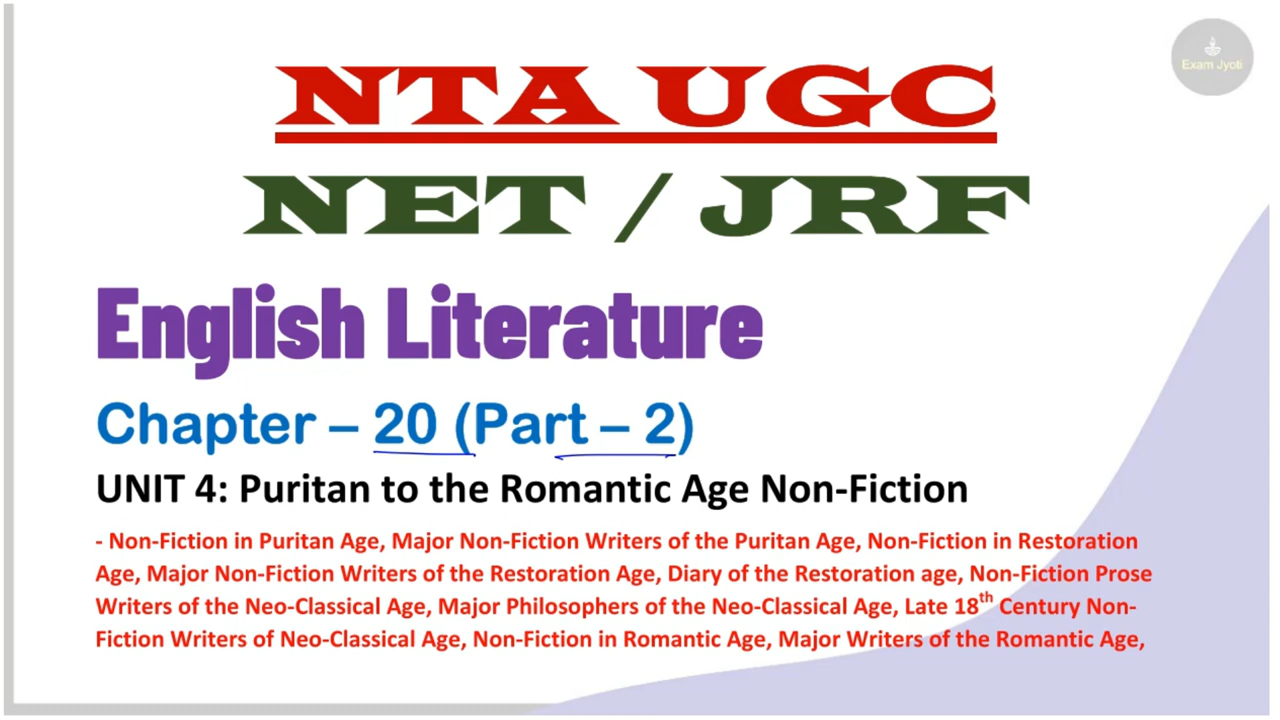 Exam Jyoti
NTA UGC
NET / JRF
English Literature
Chapter – 20 (Part – 2)
UNIT 4: Puritan to the Romantic Age Non-Fiction
- Non-Fiction in Puritan Age, Major Non-Fiction Writers of the Puritan Age, Non-Fiction in Restoration
Age, Major Non-Fiction Writers of the Restoration Age, Diary of the Restoration age, Non-Fiction Prose
Writers of the Neo-Classical Age, Major Philosophers of the Neo-Classical Age, Late 18th Century Non-
Fiction Writers of Neo-Classical Age, Non-Fiction in Romantic Age, Major Writers of the Romantic Age,